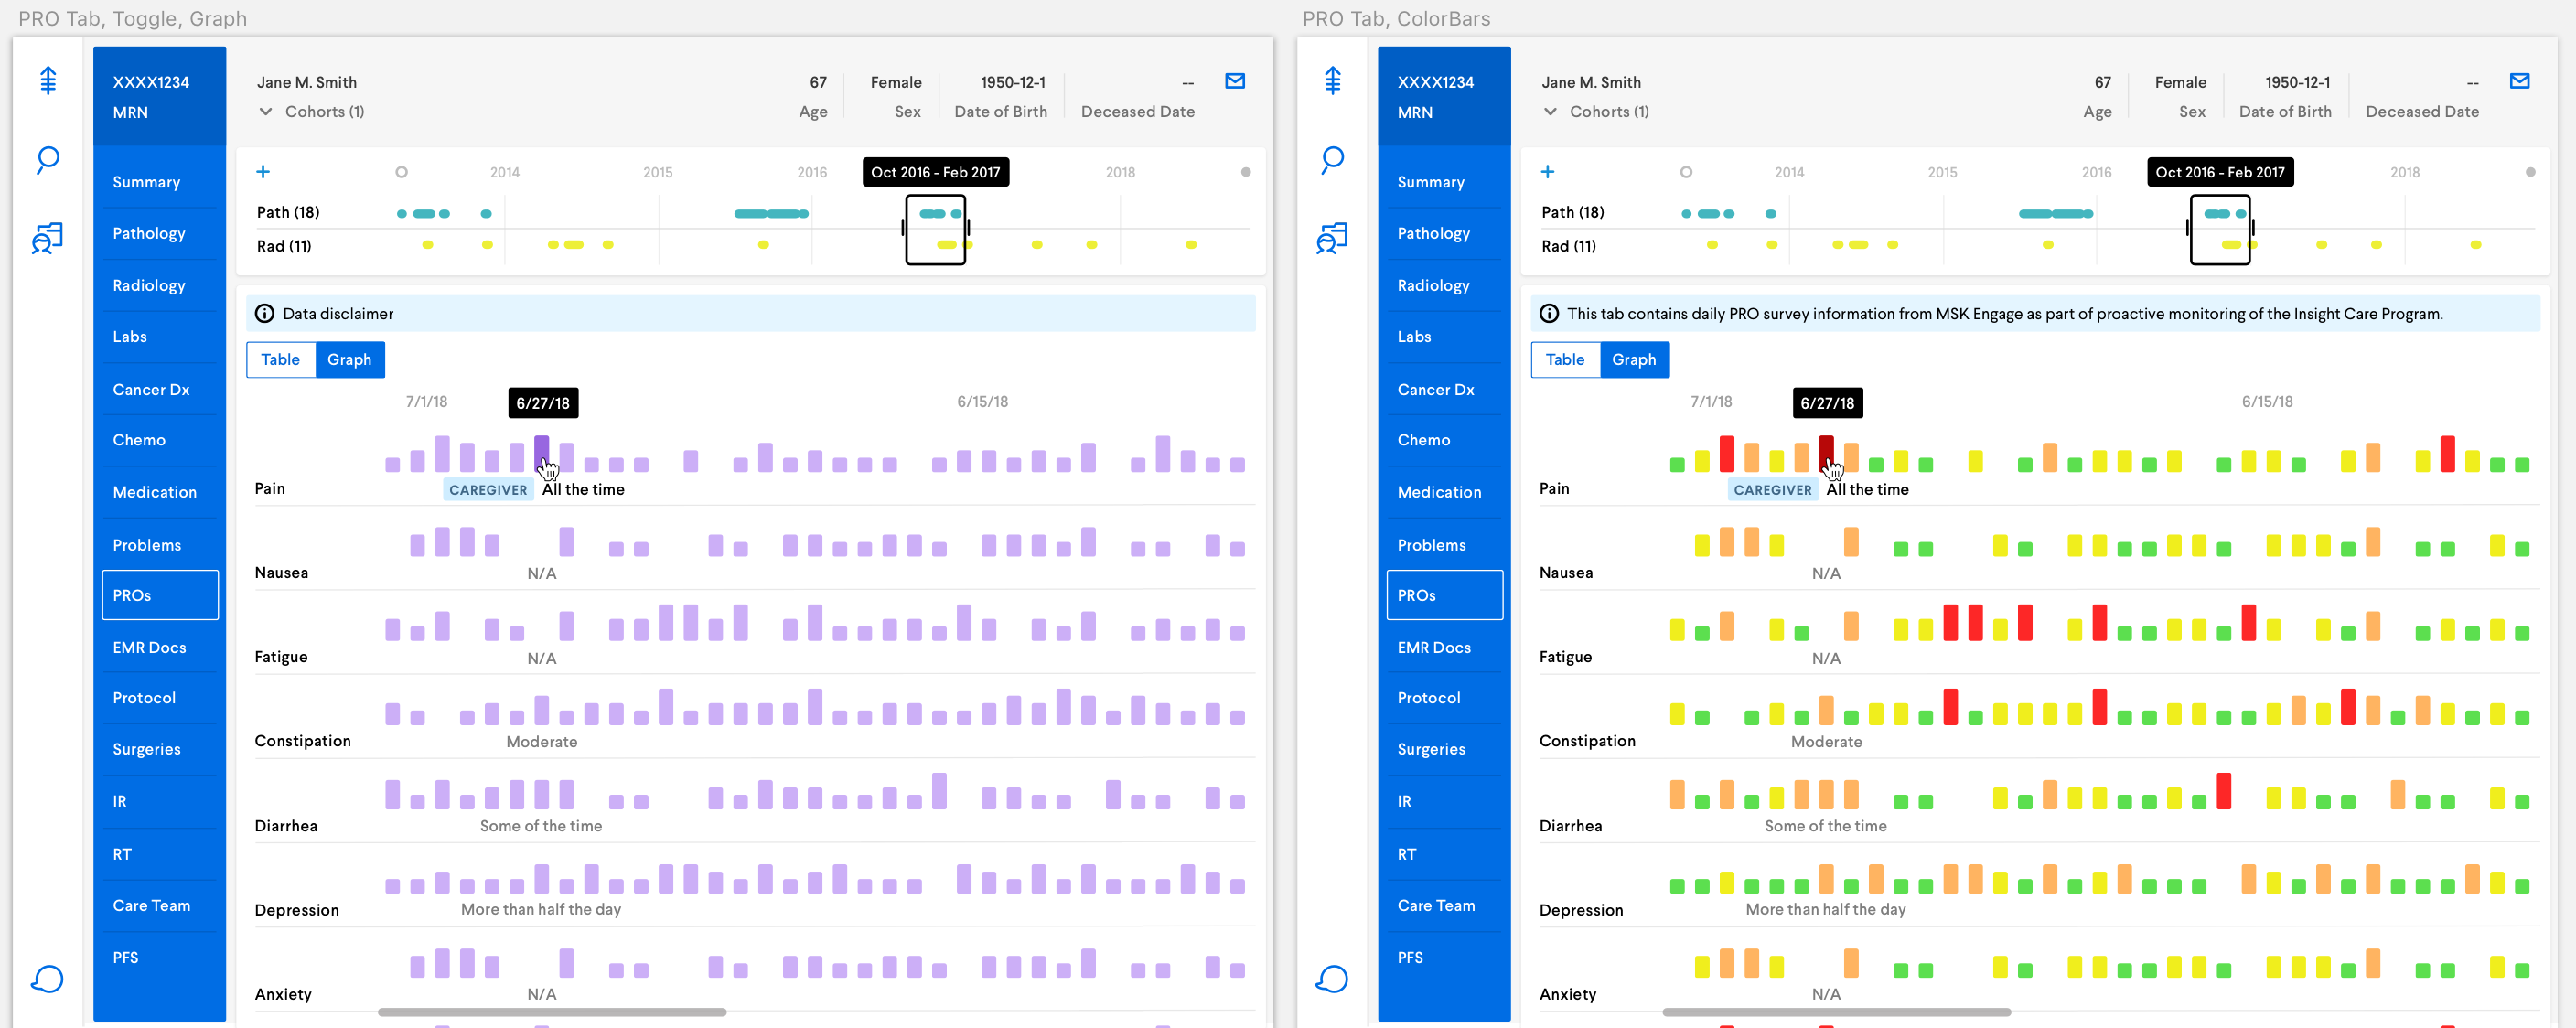 PRO Tab, Toggle, Graph
XXXX1234
MRN
Summary
Pathology
Radiology
Labs
Cancer Dx
Chemo
Medication
Problems
PROs
EMR Docs
Protocol
Surgeries
IR
RT
Care Team
PFS
Jane M. Smith
Cohorts (1)
67
Age
Female
Sex
1950-12-1
Date of Birth
--
Deceased Date
+ 2014 2015 2016 Oct 2016 - Feb 2017 2018
Path (18)
Rad (11)
Data disclaimer
Table Graph
7/1/18 6/27/18 6/15/18
Pain CAREGIVER All the time
Nausea N/A
Fatigue N/A
Constipation Moderate
Diarrhea Some of the time
Depression More than half the day
Anxiety N/A
PRO Tab, ColorBars
XXXX1234
MRN
Summary
Pathology
Radiology
Labs
Cancer Dx
Chemo
Medication
Problems
PROs
EMR Docs
Protocol
Surgeries
IR
RT
Care Team
PFS
Jane M. Smith
Cohorts (1)
67
Age
Female
Sex
1950-12-1
Date of Birth
--
Deceased Date
+ 2014 2015 2016 Oct 2016 - Feb 2017 2018
Path (18)
Rad (11)
This tab contains daily PRO survey information from MSK Engage as part of proactive monitoring of the Insight Care Program.
Table Graph
7/1/18 6/27/18 6/15/18
Pain CAREGIVER All the time
Nausea N/A
Fatigue N/A
Constipation Moderate
Diarrhea Some of the time
Depression More than half the day
Anxiety N/A